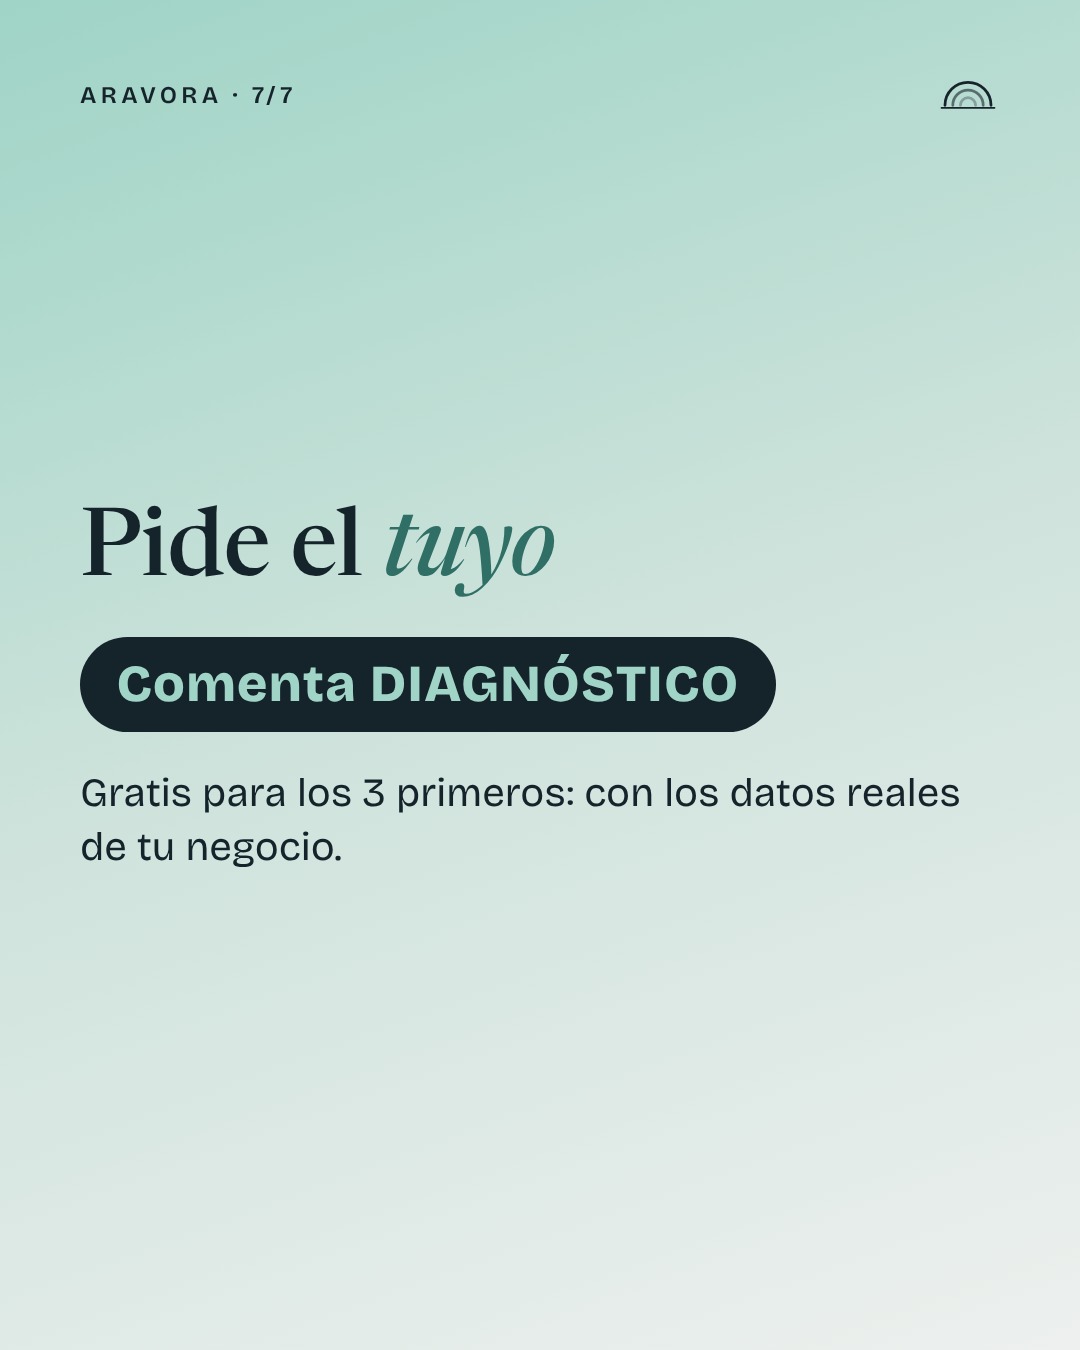 ARAVORA · 7/7
Pide el tuyo
Comenta DIAGNÓSTICO
Gratis para los 3 primeros: con los datos reales
de tu negocio.